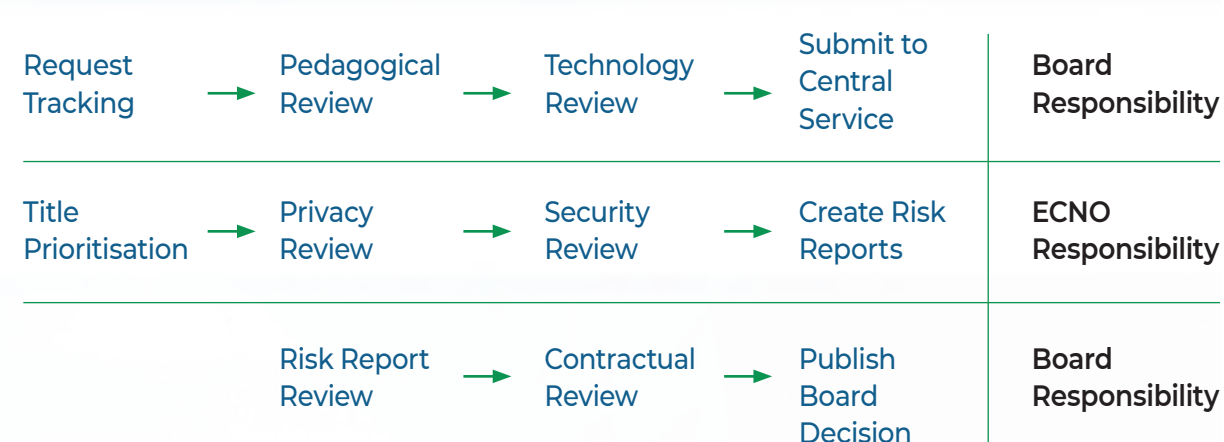 Request
Tracking
Pedagogical
Review
Technology
Review
Submit to
Central
Service
Board
Responsibility
Title
Prioritisation
Privacy
Review
Security
Review
Create Risk
Reports
ECNO
Responsibility
Risk Report
Review
Contractual
Review
Publish
Board
Decision
Board
Responsibility